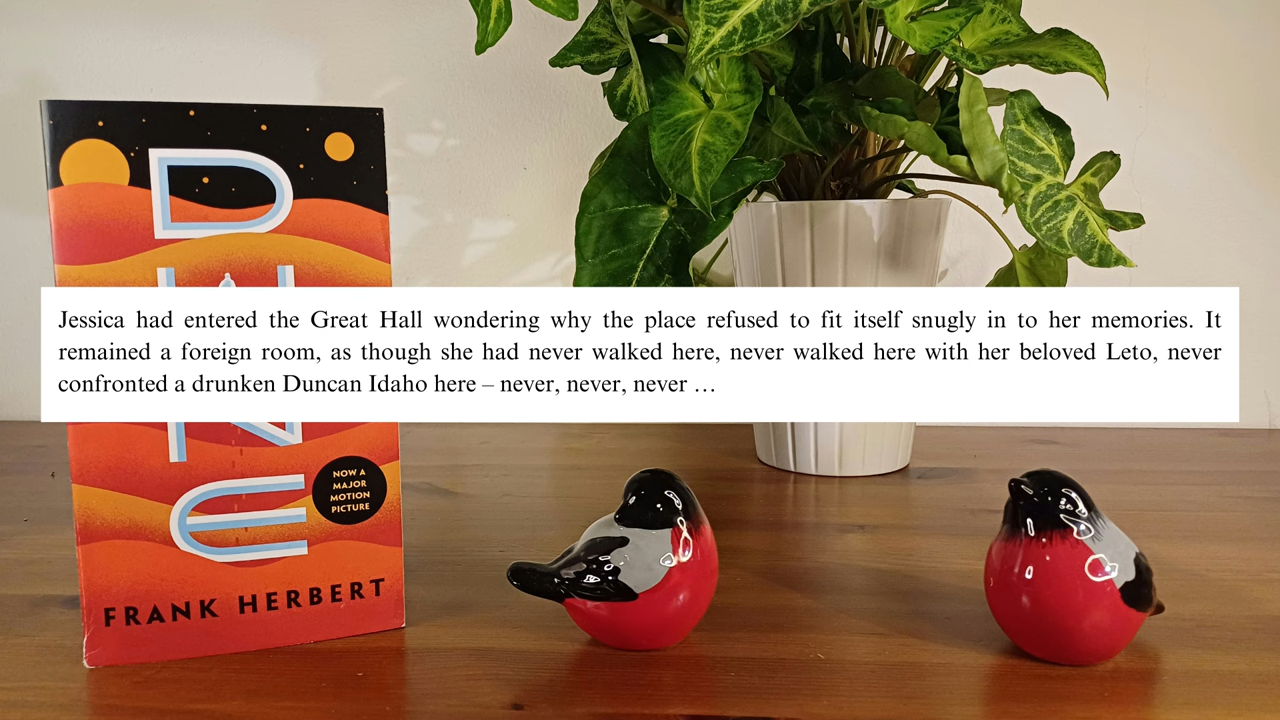 DUNE
Jessica had entered the Great Hall wondering why the place refused to fit itself snugly in to her memories. It
remained a foreign room, as though she had never walked here, never walked here with her beloved Leto, never
confronted a drunken Duncan Idaho here – never, never, never …
NOW A
MAJOR
MOTION
PICTURE
FRANK HERBERT